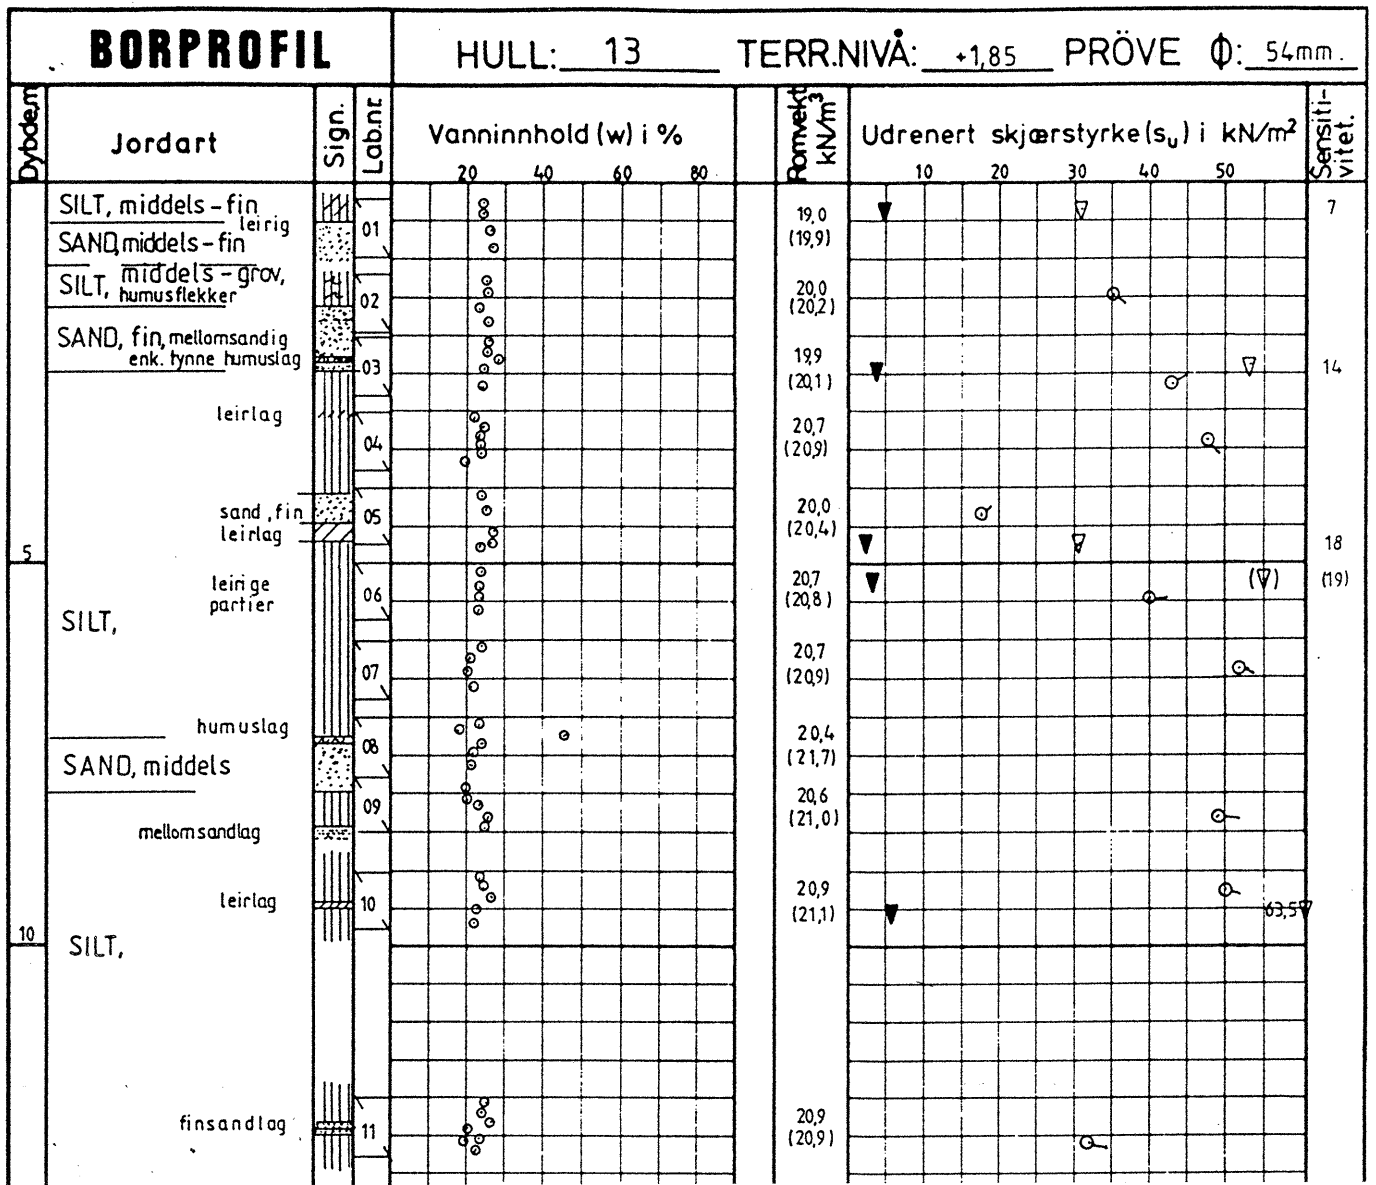 BORPROFIL
HULL: 13 TERR.NIVÅ: +1,85 PRÖVE Φ: 54mm.
Dybde,m
Jordart
Sign.
Lab.nr.
Vanninnhold (w) i %
20 40 60 80
Romvekt kN/m³
Udrenert skjærstyrke (su) i kN/m²
10 20 30 40 50
Sensiti-
vitet.
SILT, middels-fin
leirig
SAND, middels-fin
SILT, middels-grov,
humusflekker
SAND, fin, mellomsandig
enk. tynne humuslag
leirlag
sand, fin
leirlag
5
leirige
partier
SILT,
humuslag
SAND, middels
mellomsandlag
leirlag
10
SILT,
finsandlag
01
02
03
04
05
06
07
08
09
10
11
19,0
(19,9)
20,0
(20,2)
19,9
(20,1)
20,7
(20,9)
20,0
(20,4)
20,7
(20,8)
20,7
(20,9)
20,4
(21,7)
20,6
(21,0)
20,9
(21,1)
20,9
(20,9)
( )
63,5
7
14
18
(19)